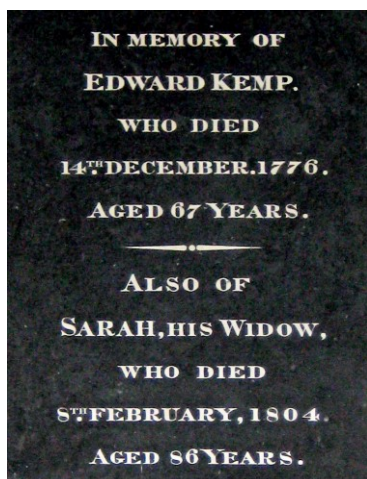 IN MEMORY OF
EDWARD KEMP.
WHO DIED
14TH DECEMBER. 1776.
AGED 67 YEARS.
ALSO OF
SARAH, HIS WIDOW,
WHO DIED
8TH FEBRUARY, 1804.
AGED 86 YEARS.